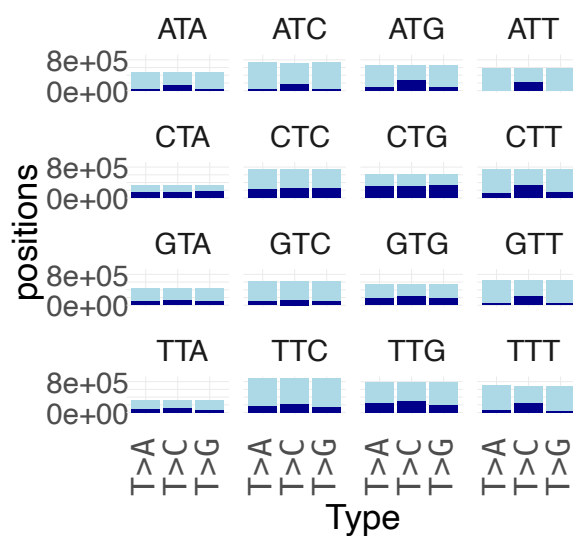 ATA ATC ATG ATT
8e+05
0e+00
CTA CTC CTG CTT
8e+05
0e+00
GTA GTC GTG GTT
8e+05
0e+00
TTA TTC TTG TTT
8e+05
0e+00
positions
T>A T>C T>G T>A T>C T>G T>A T>C T>G T>A T>C T>G
Type